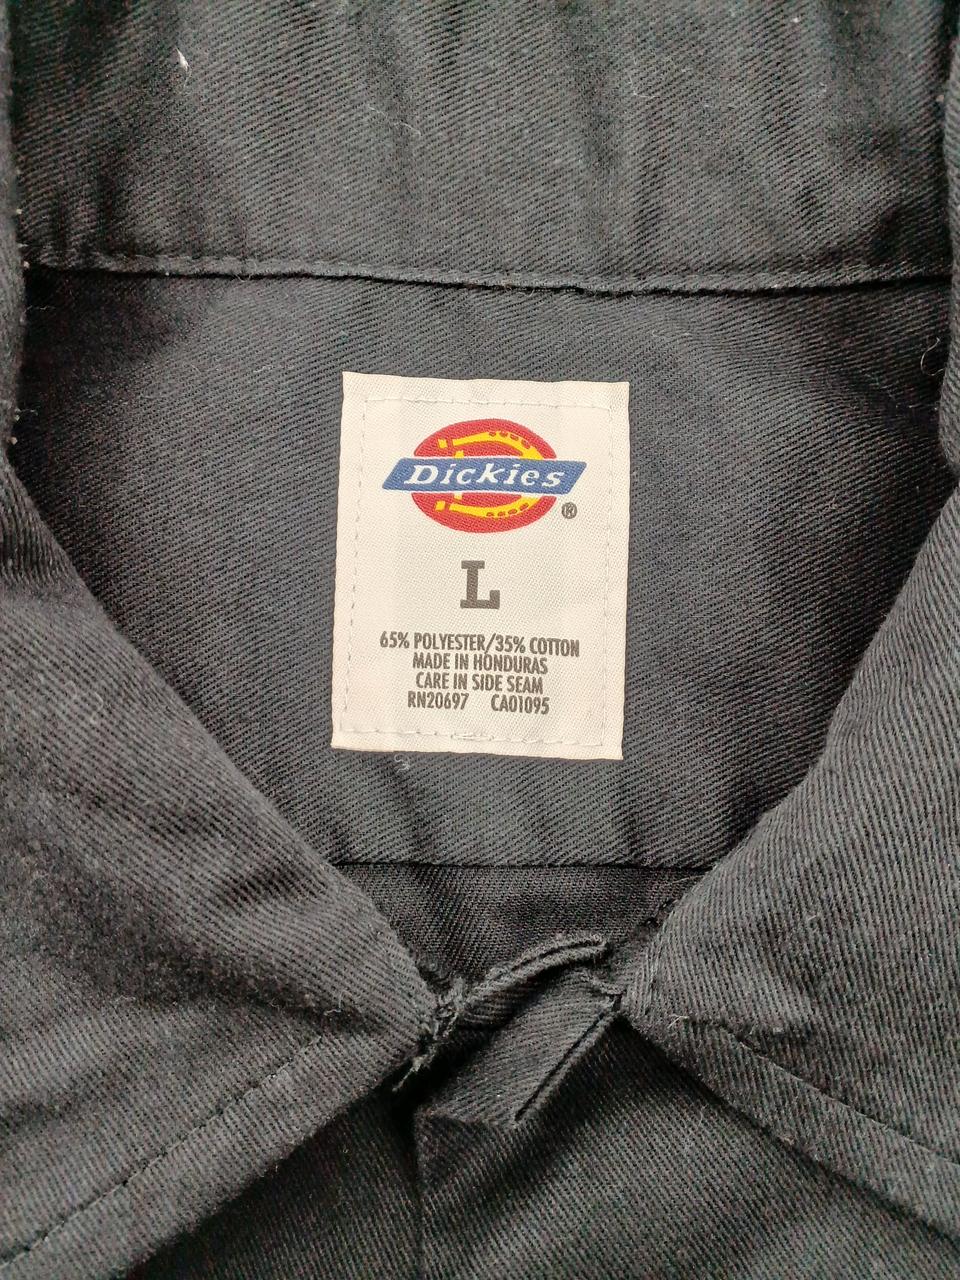 Dickies
®
L
65% POLYESTER/35% COTTON
MADE IN HONDURAS
CARE IN SIDE SEAM
RN20697 CA01095